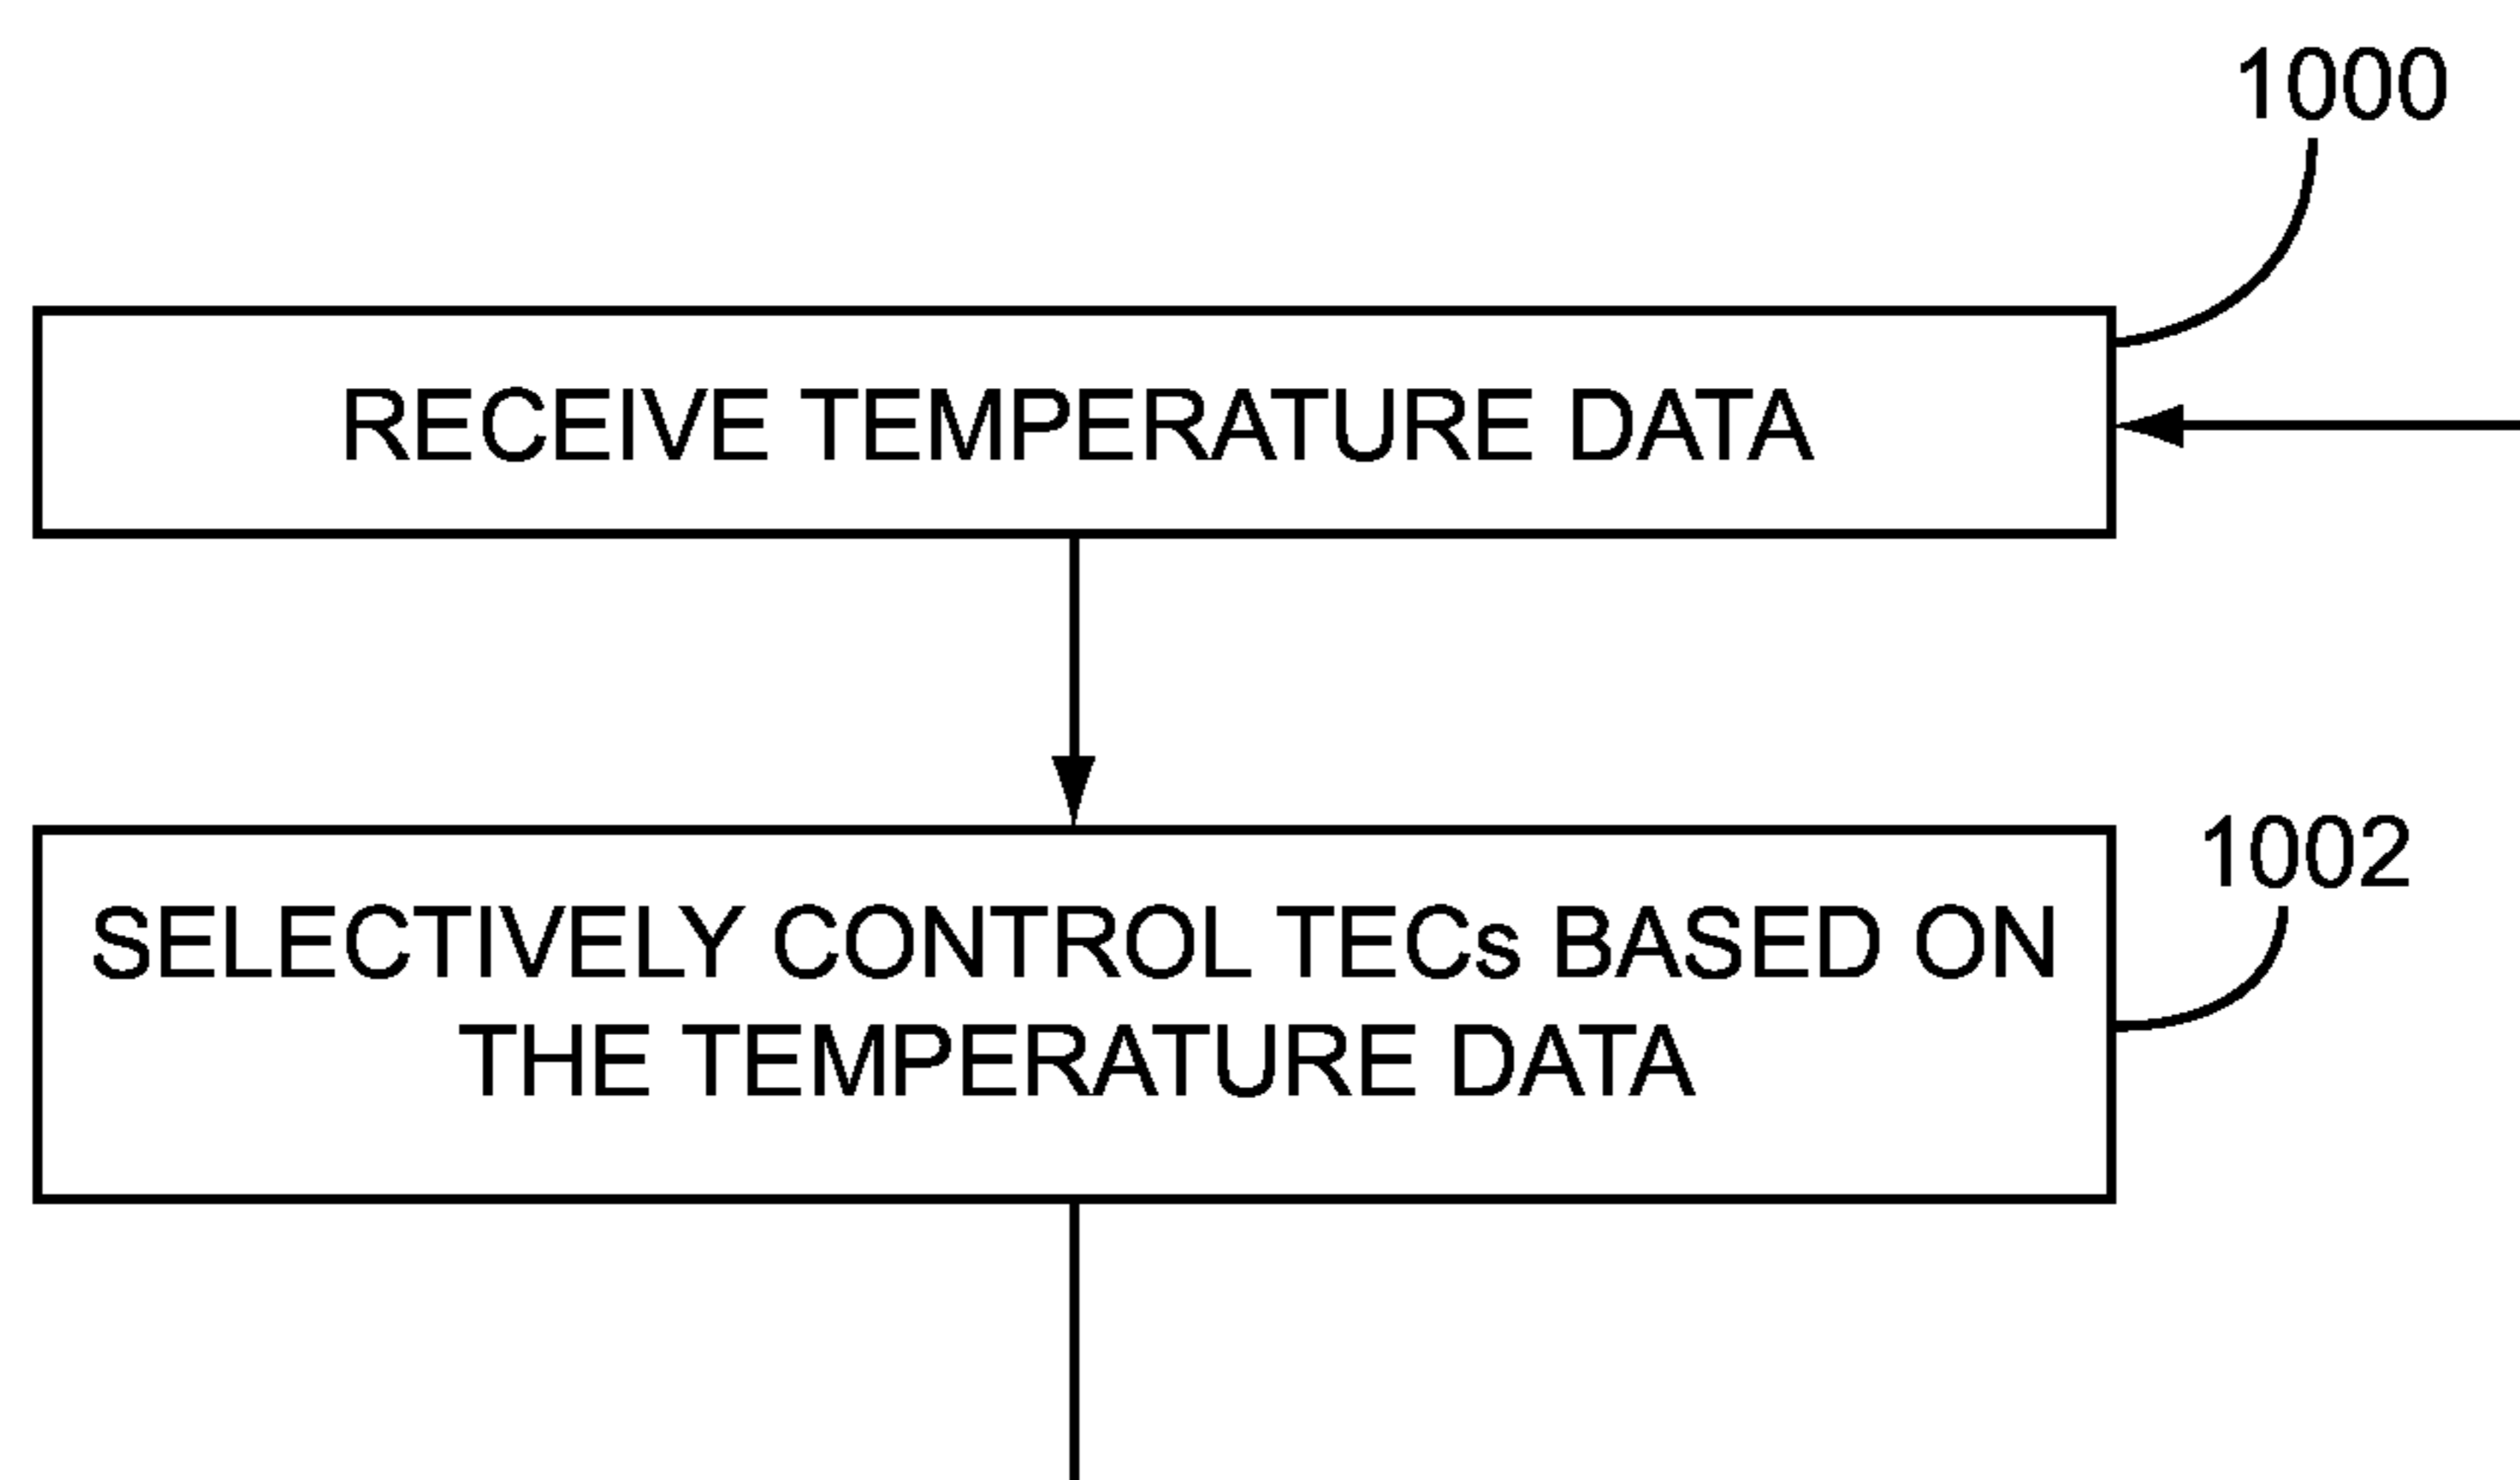 1000
RECEIVE TEMPERATURE DATA
1002
SELECTIVELY CONTROL TECs BASED ON
THE TEMPERATURE DATA